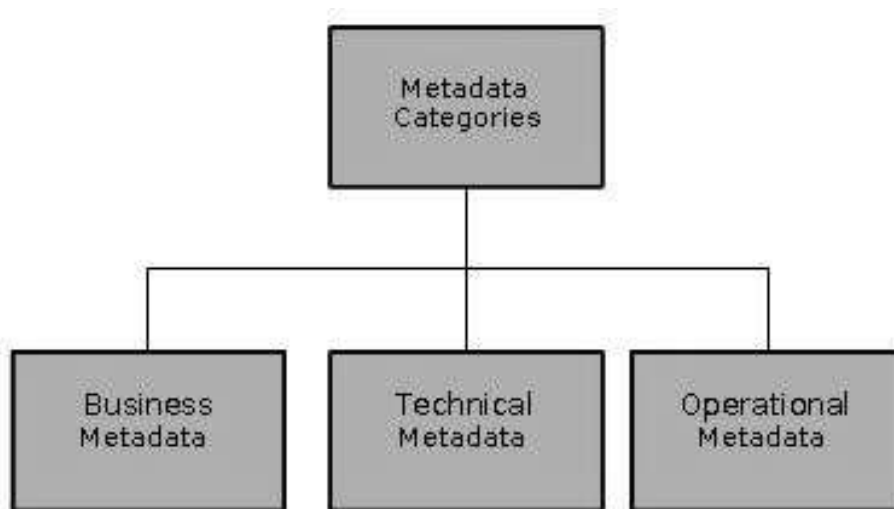 Metadata
Categories
Business
Metadata
Technical
Metadata
Operational
Metadata